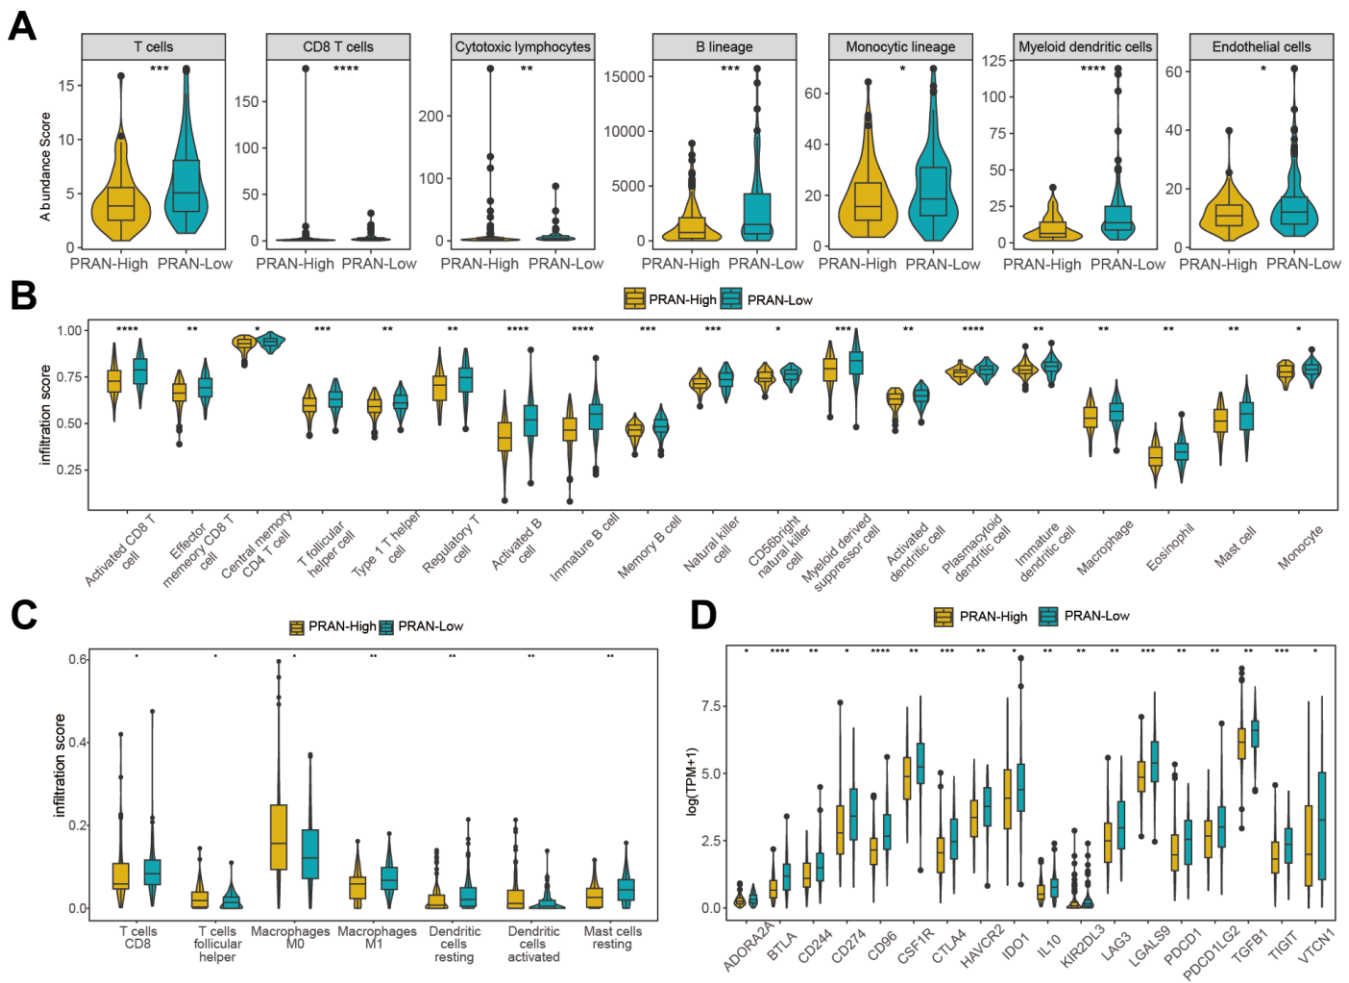 A
T cells
CD8 T cells
Cytotoxic lymphocytes
B lineage
Monocytic lineage
Myeloid dendritic cells
Endothelial cells
***
****
**
***
*
****
*
Abundance Score
15
10
5
0
150
100
50
0
200
100
0
15000
10000
5000
0
60
40
20
0
125
100
75
50
25
0
60
40
20
0
PRAN-High PRAN-Low
PRAN-High PRAN-Low
PRAN-High PRAN-Low
PRAN-High PRAN-Low
PRAN-High PRAN-Low
PRAN-High PRAN-Low
PRAN-High PRAN-Low
B
PRAN-High PRAN-Low
infiltration score
1.00
0.75
0.50
0.25
**** ** * *** ** ** **** **** *** *** * *** ** **** ** ** ** ** *
Activated CD8 T
cell
Effector
memeory CD8 T
cell
Central memory
CD4 T cell
T follicular
helper cell
Type 1 T helper
cell
Regulatory T
cell
Activated B
cell
Immature B cell
Memory B cell
Natural killer
cell
CD56bright
natural killer
cell
Myeloid derived
suppressor cell
Activated
dendritic cell
Plasmacytoid
dendritic cell
Immature
dendritic cell
Macrophage
Eosinophil
Mast cell
Monocyte
C
PRAN-High PRAN-Low
infiltration score
0.6
0.4
0.2
0.0
* * * ** ** ** **
T cells
CD8
T cells
follicular
helper
Macrophages
M0
Macrophages
M1
Dendritic
cells
resting
Dendritic
cells
activated
Mast cells
resting
D
PRAN-High PRAN-Low
log(TPM+1)
7.5
5.0
2.5
0.0
* **** ** * **** ** *** ** * ** ** ** *** ** ** ** *** *
ADORA2A
BTLA
CD244
CD274
CD96
CSF1R
CTLA4
HAVCR2
IDO1
IL10
KIR2DL3
LAG3
LGALS9
PDCD1
PDCD1LG2
TGFB1
TIGIT
VTCN1